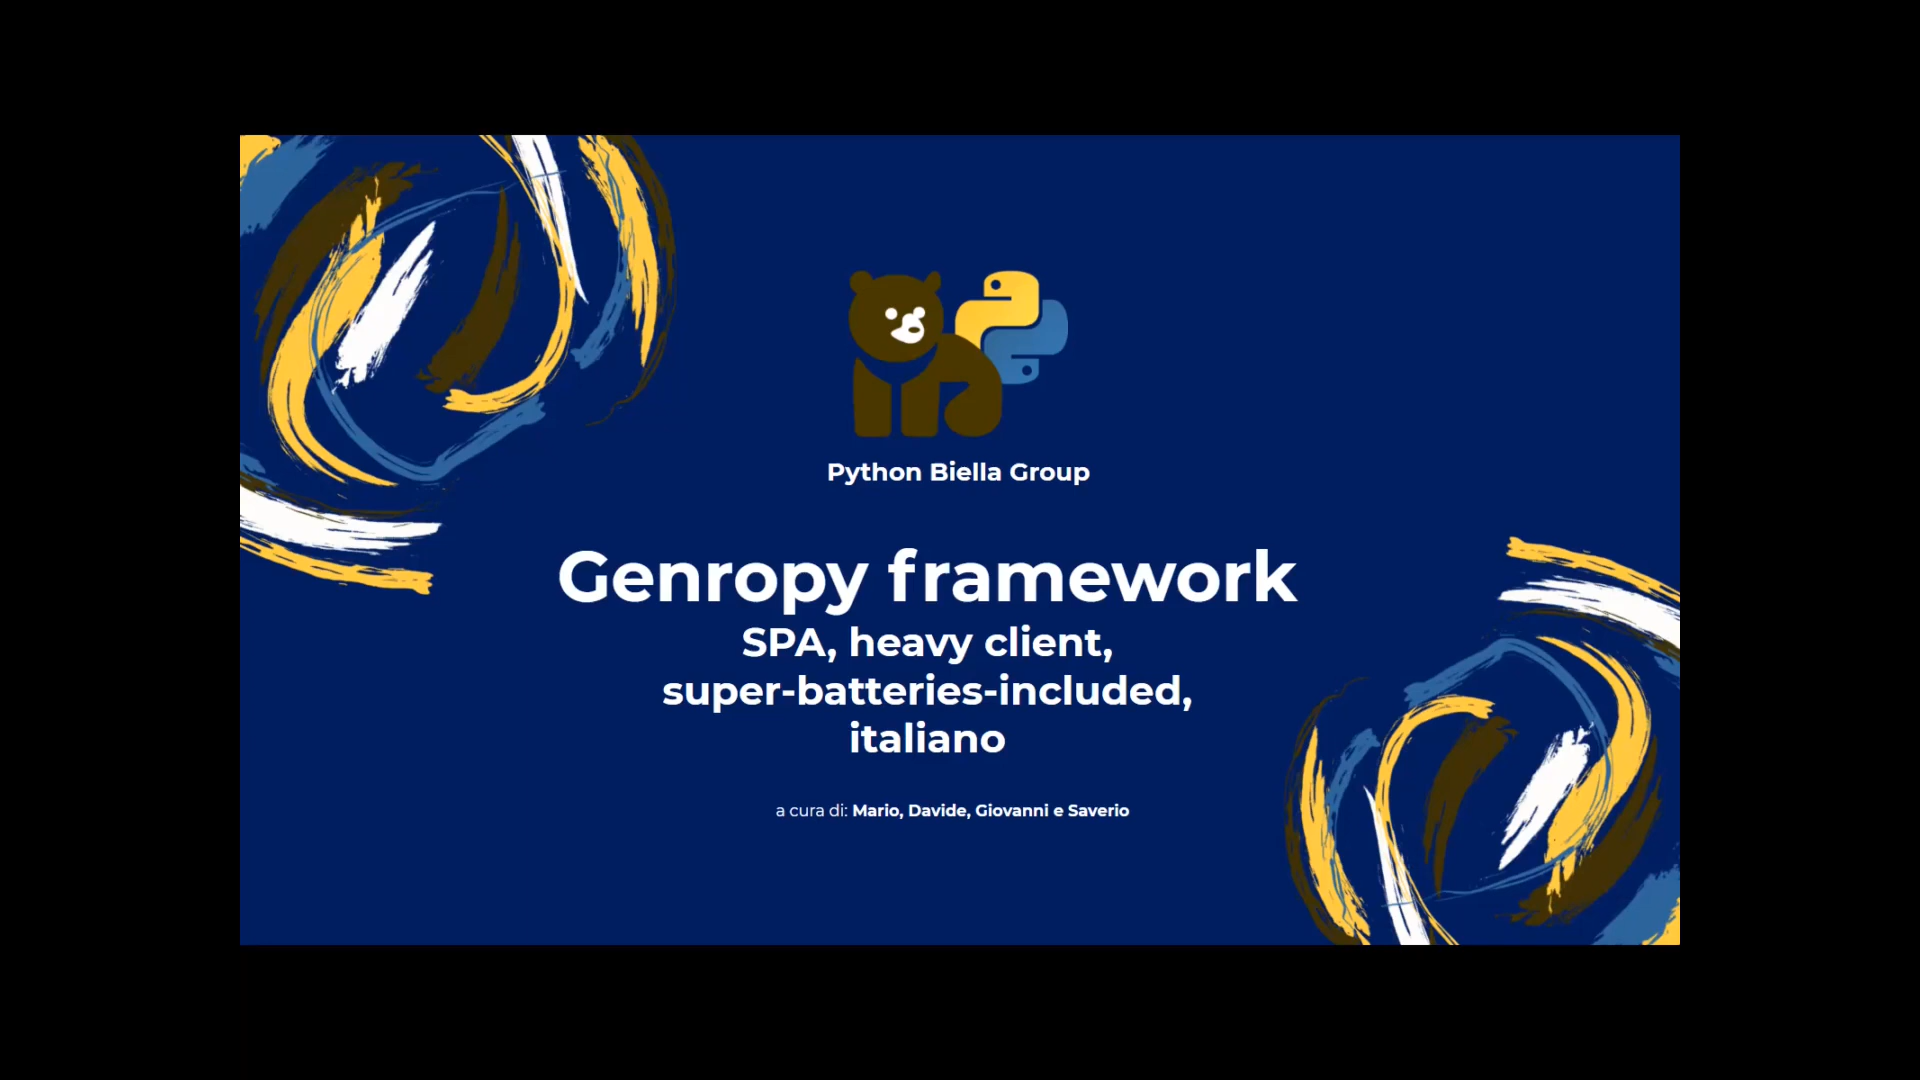 Python Biella Group
Genropy framework
SPA, heavy client,
super-batteries-included,
italiano
a cura di: Mario, Davide, Giovanni e Saverio